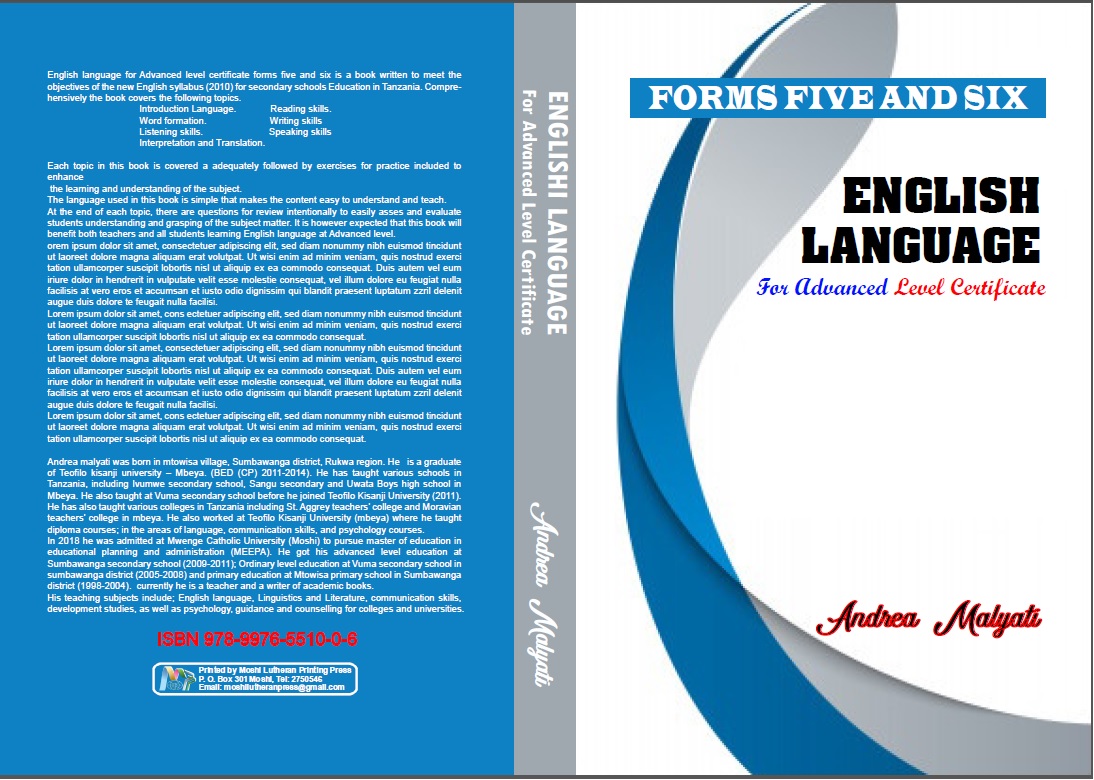 English language for Advanced level certificate forms five and six is a book written to meet the
objectives of the new English syllabus (2010) for secondary schools Education in Tanzania. Compre-
hensively the book covers the following topics.
Introduction Language. Reading skills.
Word formation. Writing skills
Listening skills. Speaking skills
Interpretation and Translation.
Each topic in this book is covered a adequately followed by exercises for practice included to
enhance
the learning and understanding of the subject.
The language used in this book is simple that makes the content easy to understand and teach.
At the end of each topic, there are questions for review intentionally to easily asses and evaluate
students understanding and grasping of the subject matter. It is however expected that this book will
benefit both teachers and all students learning English language at Advanced level.
orem ipsum dolor sit amet, consectetuer adipiscing elit, sed diam nonummy nibh euismod tincidunt
ut laoreet dolore magna aliquam erat volutpat. Ut wisi enim ad minim veniam, quis nostrud exerci
tation ullamcorper suscipit lobortis nisl ut aliquip ex ea commodo consequat. Duis autem vel eum
iriure dolor in hendrerit in vulputate velit esse molestie consequat, vel illum dolore eu feugiat nulla
facilisis at vero eros et accumsan et iusto odio dignissim qui blandit praesent luptatum zzril delenit
augue duis dolore te feugait nulla facilisi.
Lorem ipsum dolor sit amet, cons ectetuer adipiscing elit, sed diam nonummy nibh euismod tincidunt
ut laoreet dolore magna aliquam erat volutpat. Ut wisi enim ad minim veniam, quis nostrud exerci
tation ullamcorper suscipit lobortis nisl ut aliquip ex ea commodo consequat.
Lorem ipsum dolor sit amet, consectetuer adipiscing elit, sed diam nonummy nibh euismod tincidunt
ut laoreet dolore magna aliquam erat volutpat. Ut wisi enim ad minim veniam, quis nostrud exerci
tation ullamcorper suscipit lobortis nisl ut aliquip ex ea commodo consequat. Duis autem vel eum
iriure dolor in hendrerit in vulputate velit esse molestie consequat, vel illum dolore eu feugiat nulla
facilisis at vero eros et accumsan et iusto odio dignissim qui blandit praesent luptatum zzril delenit
augue duis dolore te feugait nulla facilisi.
Lorem ipsum dolor sit amet, cons ectetuer adipiscing elit, sed diam nonummy nibh euismod tincidunt
ut laoreet dolore magna aliquam erat volutpat. Ut wisi enim ad minim veniam, quis nostrud exerci
tation ullamcorper suscipit lobortis nisl ut aliquip ex ea commodo consequat.
Andrea malyati was born in mtowisa village, Sumbawanga district, Rukwa region. He is a graduate
of Teofilo kisanji university – Mbeya. (BED (CP) 2011-2014). He has taught various schools in
Tanzania, including Ivumwe secondary school, Sangu secondary and Uwata Boys high school in
Mbeya. He also taught at Vuma secondary school before he joined Teofilo Kisanji University (2011).
He has also taught various colleges in Tanzania including St. Aggrey teachers' college and Moravian
teachers' college in mbeya. He also worked at Teofilo Kisanji University (mbeya) where he taught
diploma courses; in the areas of language, communication skills, and psychology courses.
In 2018 he was admitted at Mwenge Catholic University (Moshi) to pursue master of education in
educational planning and administration (MEEPA). He got his advanced level education at
Sumbawanga secondary school (2009-2011); Ordinary level education at Vuma secondary school in
sumbawanga district (2005-2008) and primary education at Mtowisa primary school in Sumbawanga
district (1998-2004). currently he is a teacher and a writer of academic books.
His teaching subjects include; English language, Linguistics and Literature, communication skills,
development studies, as well as psychology, guidance and counselling for colleges and universities.
ISBN 978-9976-5510-0-6
Printed by Moshi Lutheran Printing Press
P. O. Box 301 Moshi, Tel: 2750546
Email: moshilutheranpress@gmail.com
ENGLISHI LANGUAGE
For Advanced Level Certificate
Andrea Malyati
FORMS FIVE AND SIX
ENGLISH
LANGUAGE
For Advanced Level Certificate
Andrea Malyati